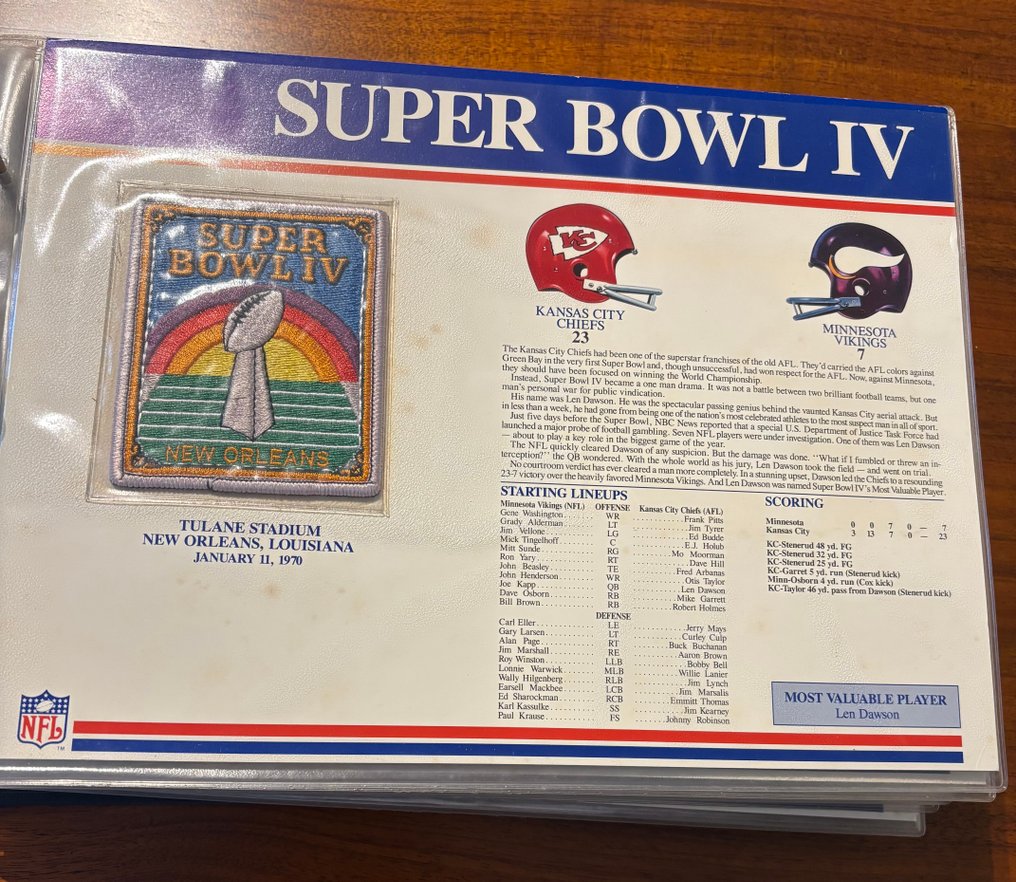 SUPER BOWL IV
SUPER
BOWL IV
NEW ORLEANS
TULANE STADIUM
NEW ORLEANS, LOUISIANA
JANUARY 11, 1970
KC
KANSAS CITY
CHIEFS
23
MINNESOTA
VIKINGS
7
The Kansas City Chiefs had been one of the superstar franchises of the old AFL. They'd carried the AFL colors against
Green Bay in the very first Super Bowl and, though unsuccessful, had won respect for the AFL. Now, against Minnesota,
they should have been focused on winning the World Championship.
Instead, Super Bowl IV became a one man drama. It was not a battle between two brilliant football teams, but one
man's personal war for public vindication.
His name was Len Dawson. He was the spectacular passing genius behind the vaunted Kansas City aerial attack. But
in less than a week, he had gone from being one of the nation's most celebrated athletes to the most suspect man in all of sport.
Just five days before the Super Bowl, NBC News reported that a special U.S. Department of Justice Task Force had
launched a major probe of football gambling. Seven NFL players were under investigation. One of them was Len Dawson
— about to play a key role in the biggest game of the year.
The NFL quickly cleared Dawson of any suspicion. But the damage was done. "What if I fumbled or threw an in-
terception?" the QB wondered. With the whole world as his jury, Len Dawson took the field — and went on trial.
No courtroom verdict has ever cleared a man more completely. In a stunning upset, Dawson led the Chiefs to a resounding
23-7 victory over the heavily favored Minnesota Vikings. And Len Dawson was named Super Bowl IV's Most Valuable Player.
STARTING LINEUPS
Minnesota Vikings (NFL) OFFENSE Kansas City Chiefs (AFL)
Gene Washington WR Frank Pitts
Grady Alderman LT Jim Tyrer
Jim Vellone LG Ed Budde
Mick Tingelhoff C E.J. Holub
Milt Sunde RG Mo Moorman
Ron Yary RT Dave Hill
John Beasley TE Fred Arbanas
John Henderson WR Otis Taylor
Joe Kapp QB Len Dawson
Dave Osborn RB Mike Garrett
Bill Brown RB Robert Holmes
DEFENSE
Carl Eller LE Jerry Mays
Gary Larsen LT Curley Culp
Alan Page RT Buck Buchanan
Jim Marshall RE Aaron Brown
Roy Winston LLB Bobby Bell
Lonnie Warwick MLB Willie Lanier
Wally Hilgenberg RLB Jim Lynch
Earsell Mackbee LCB Jim Marsalis
Ed Sharockman RCB Emmitt Thomas
Karl Kassulke SS Jim Kearney
Paul Krause FS Johnny Robinson
SCORING
Minnesota 0 0 7 0 — 7
Kansas City 3 13 7 0 — 23
KC-Stenerud 48 yd. FG
KC-Stenerud 32 yd. FG
KC-Stenerud 25 yd. FG
KC-Garret 5 yd. run (Stenerud kick)
Minn-Osborn 4 yd. run (Cox kick)
KC-Taylor 46 yd. pass from Dawson (Stenerud kick)
MOST VALUABLE PLAYER
Len Dawson
NFL
TM